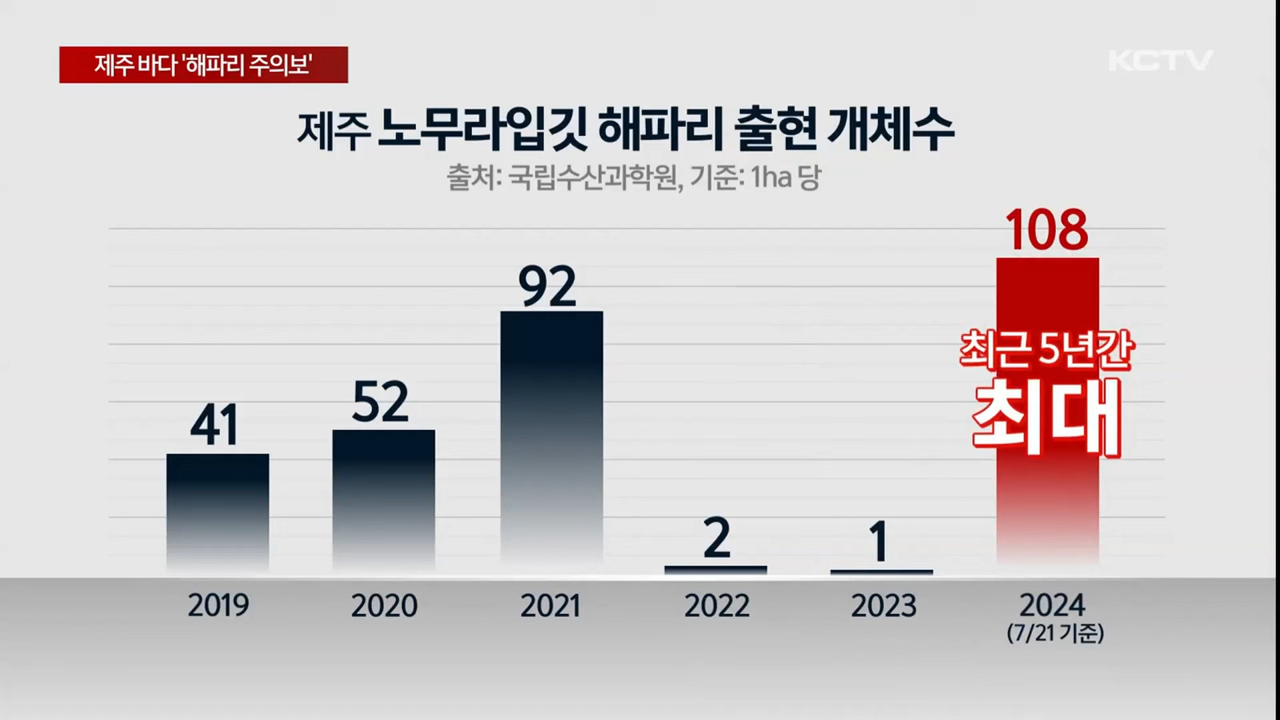 제주 바다 '해파리 주의보'
KCTV
제주 노무라입깃 해파리 출현 개체수
출처: 국립수산과학원, 기준: 1ha 당
41
52
92
2
1
108
최근 5년간
최대
2019
2020
2021
2022
2023
2024
(7/21 기준)